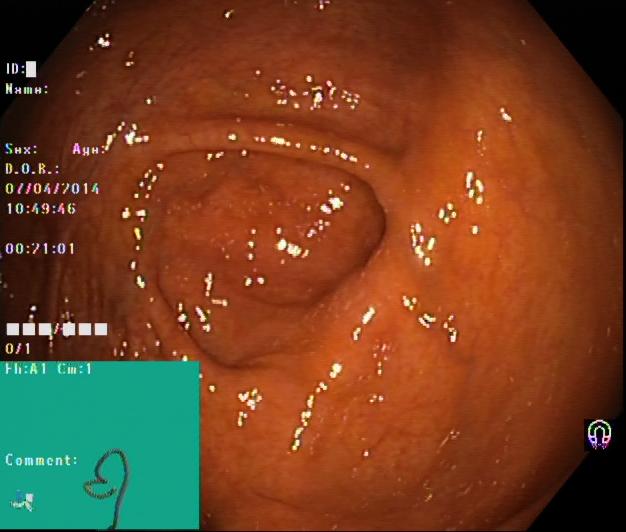 ID:
Name:
Sex: Age:
D.O.B.:
07/04/2014
10:49:46
00:21:01
0/1
Eh:A1 Cm:1
Comment: